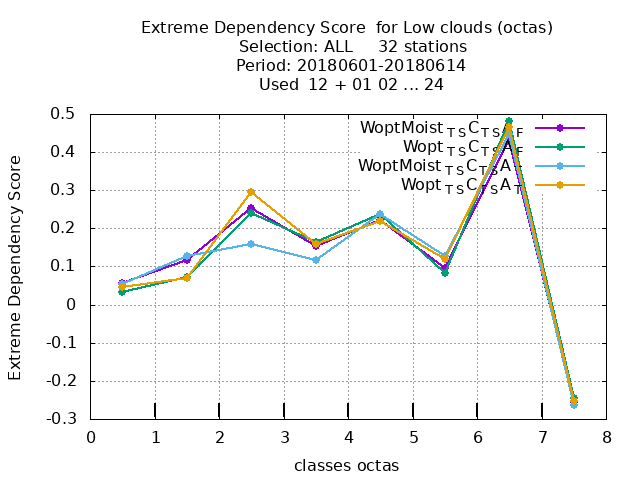 Extreme Dependency Score for Low clouds (octas)
Selection: ALL 32 stations
Period: 20180601-20180614
Used 12 + 01 02 ... 24
WoptMoist TS C TS A F
Wopt TS C TS A F
WoptMoist TS C TS A T
Wopt TS C TS A T
Extreme Dependency Score
0.5
0.4
0.3
0.2
0.1
0
-0.1
-0.2
-0.3
0 1 2 3 4 5 6 7 8
classes octas